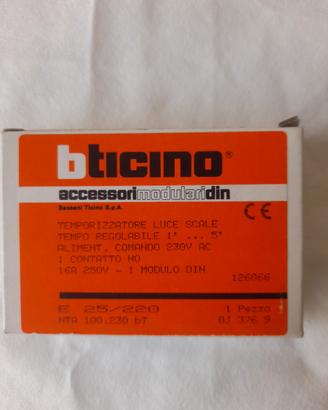 bticino®
accessorimodularidin
Bassani Ticino S.p.A.
CE
TEMPORIZZATORE LUCE SCALE
TEMPO REGOLABILE 1' ... 5'
ALIMENT. COMANDO 230V AC
1 CONTATTO NO
16A 250V - 1 MODULO DIN
126066
E 25/220
1 Pezzo
NTA 100.230 bT
0J 376 9